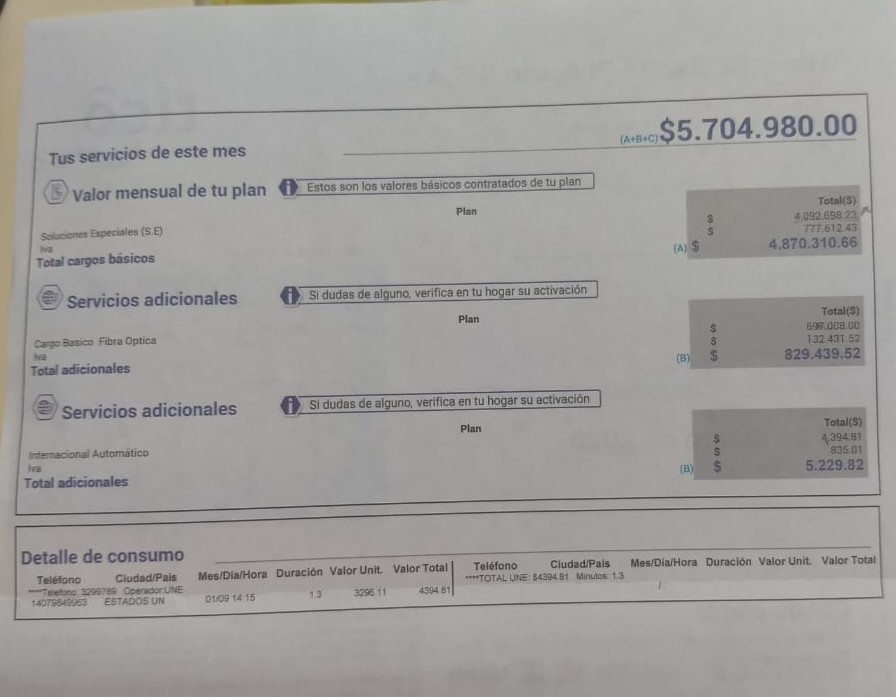 (A+B+C) $5.704.980.00
Tus servicios de este mes
Valor mensual de tu plan
i Estos son los valores básicos contratados de tu plan
Plan
Total($)
Soluciones Especiales (S.E) $ 4,092.698.23
Iva $ 777.612.43
Total cargos básicos (A) $ 4.870.310.66
Servicios adicionales
i Si dudas de alguno, verifica en tu hogar su activación
Plan
Total($)
Cargo Basico Fibra Optica $ 697.008.00
Iva $ 132.431.52
Total adicionales (B) $ 829.439.52
Servicios adicionales
i Si dudas de alguno, verifica en tu hogar su activación
Plan
Total($)
Internacional Automático $ 4,394.81
Iva $ 835.01
Total adicionales (B) $ 5.229.82
Detalle de consumo
Teléfono Ciudad/País Mes/Dia/Hora Duración Valor Unit. Valor Total Teléfono Ciudad/País Mes/Dia/Hora Duración Valor Unit. Valor Total
****Telefono: 3299789 Operador:UNE ****TOTAL UNE: $4394.81 Minutos: 1.3
ESTADOS UN 01/09 14:15 1.3 3296.11 4394.81